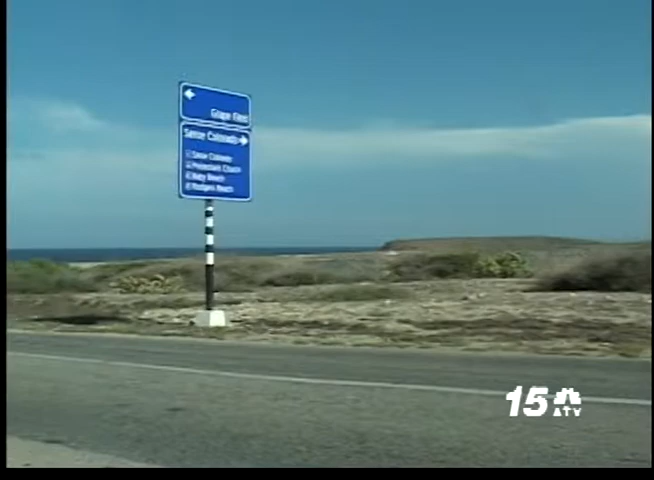 Grape Field
Seroe Colorado
Seroe Colorado
Protestant Church
Baby Beach
Rodgers Beach
15 ATV